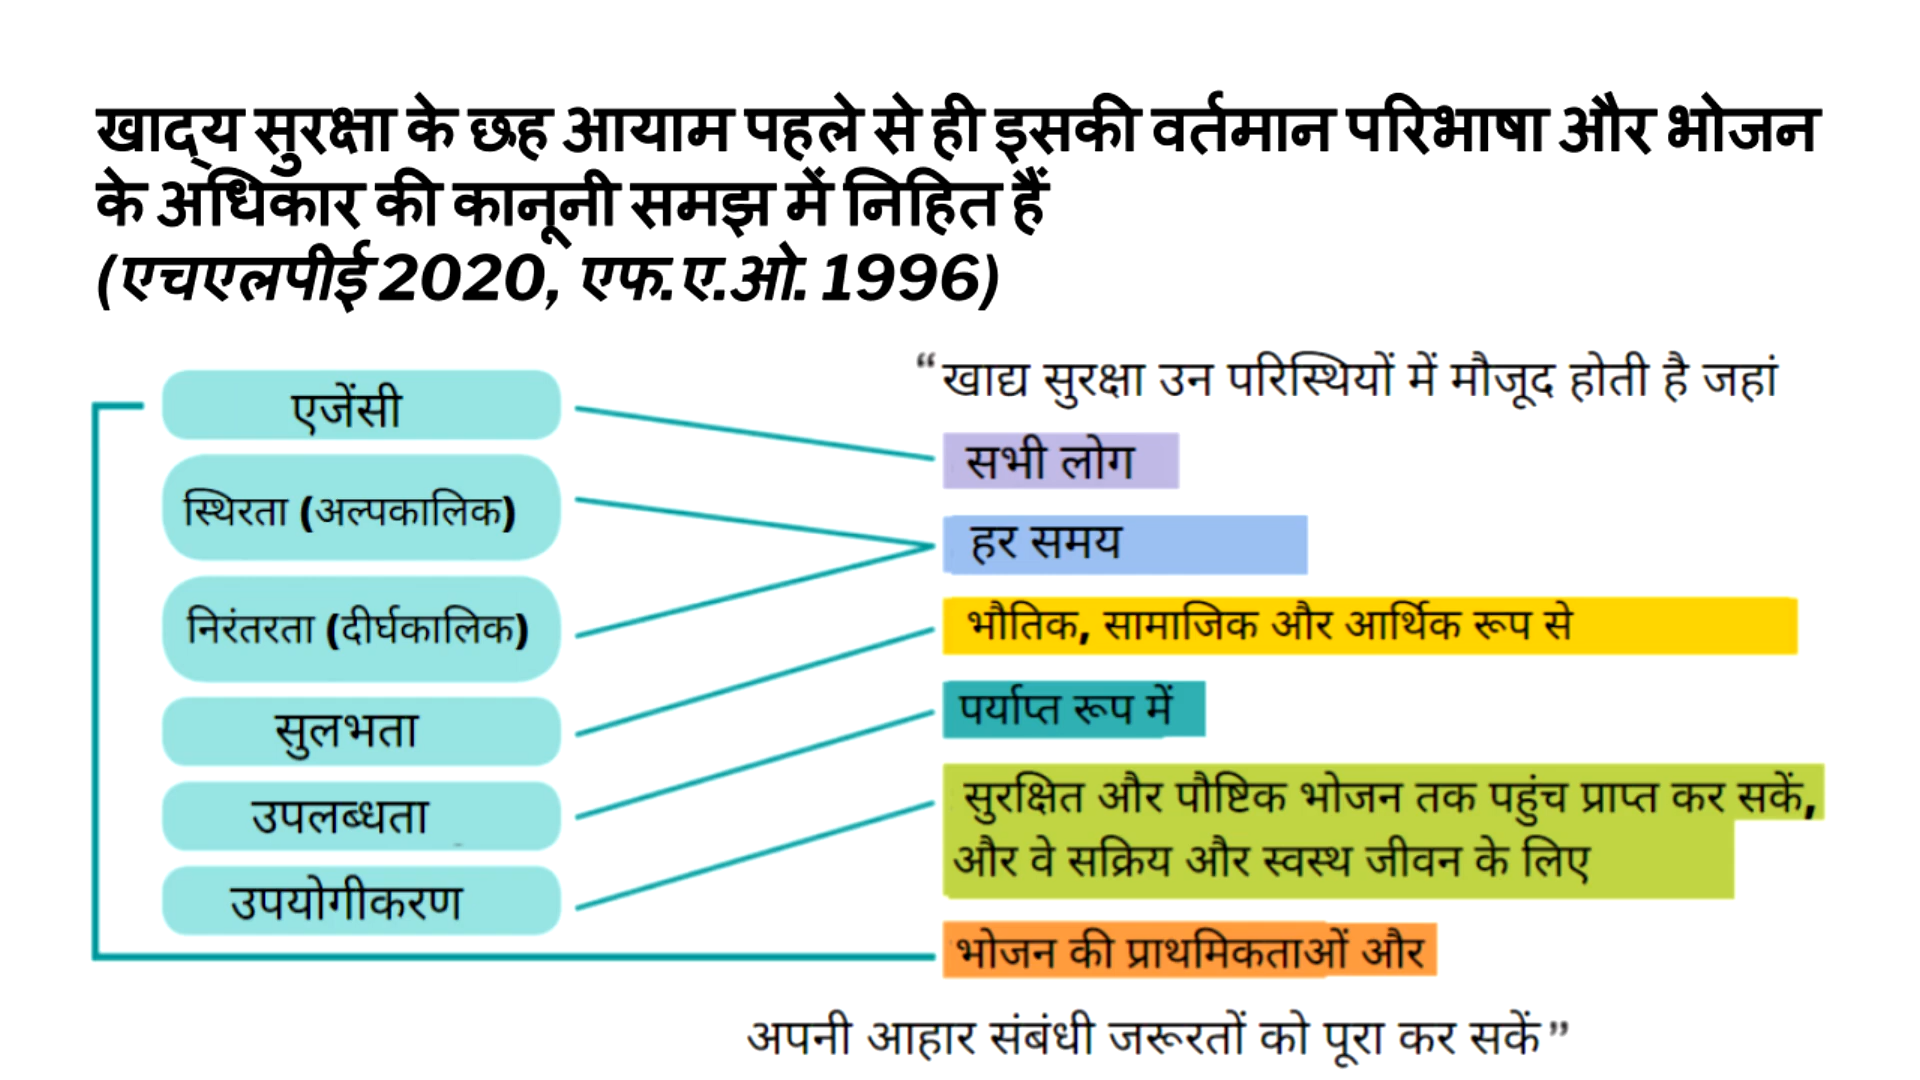 खाद्य सुरक्षा के छह आयाम पहले से ही इसकी वर्तमान परिभाषा और भोजन
के अधिकार की कानूनी समझ में निहित हैं
(एचएलपीई 2020, एफ.ए.ओ. 1996)
एजेंसी
स्थिरता (अल्पकालिक)
निरंतरता (दीर्घकालिक)
सुलभता
उपलब्धता
उपयोगीकरण
“खाद्य सुरक्षा उन परिस्थियों में मौजूद होती है जहां
सभी लोग
हर समय
भौतिक, सामाजिक और आर्थिक रूप से
पर्याप्त रूप में
सुरक्षित और पौष्टिक भोजन तक पहुंच प्राप्त कर सकें,
और वे सक्रिय और स्वस्थ जीवन के लिए
भोजन की प्राथमिकताओं और
अपनी आहार संबंधी जरूरतों को पूरा कर सकें”